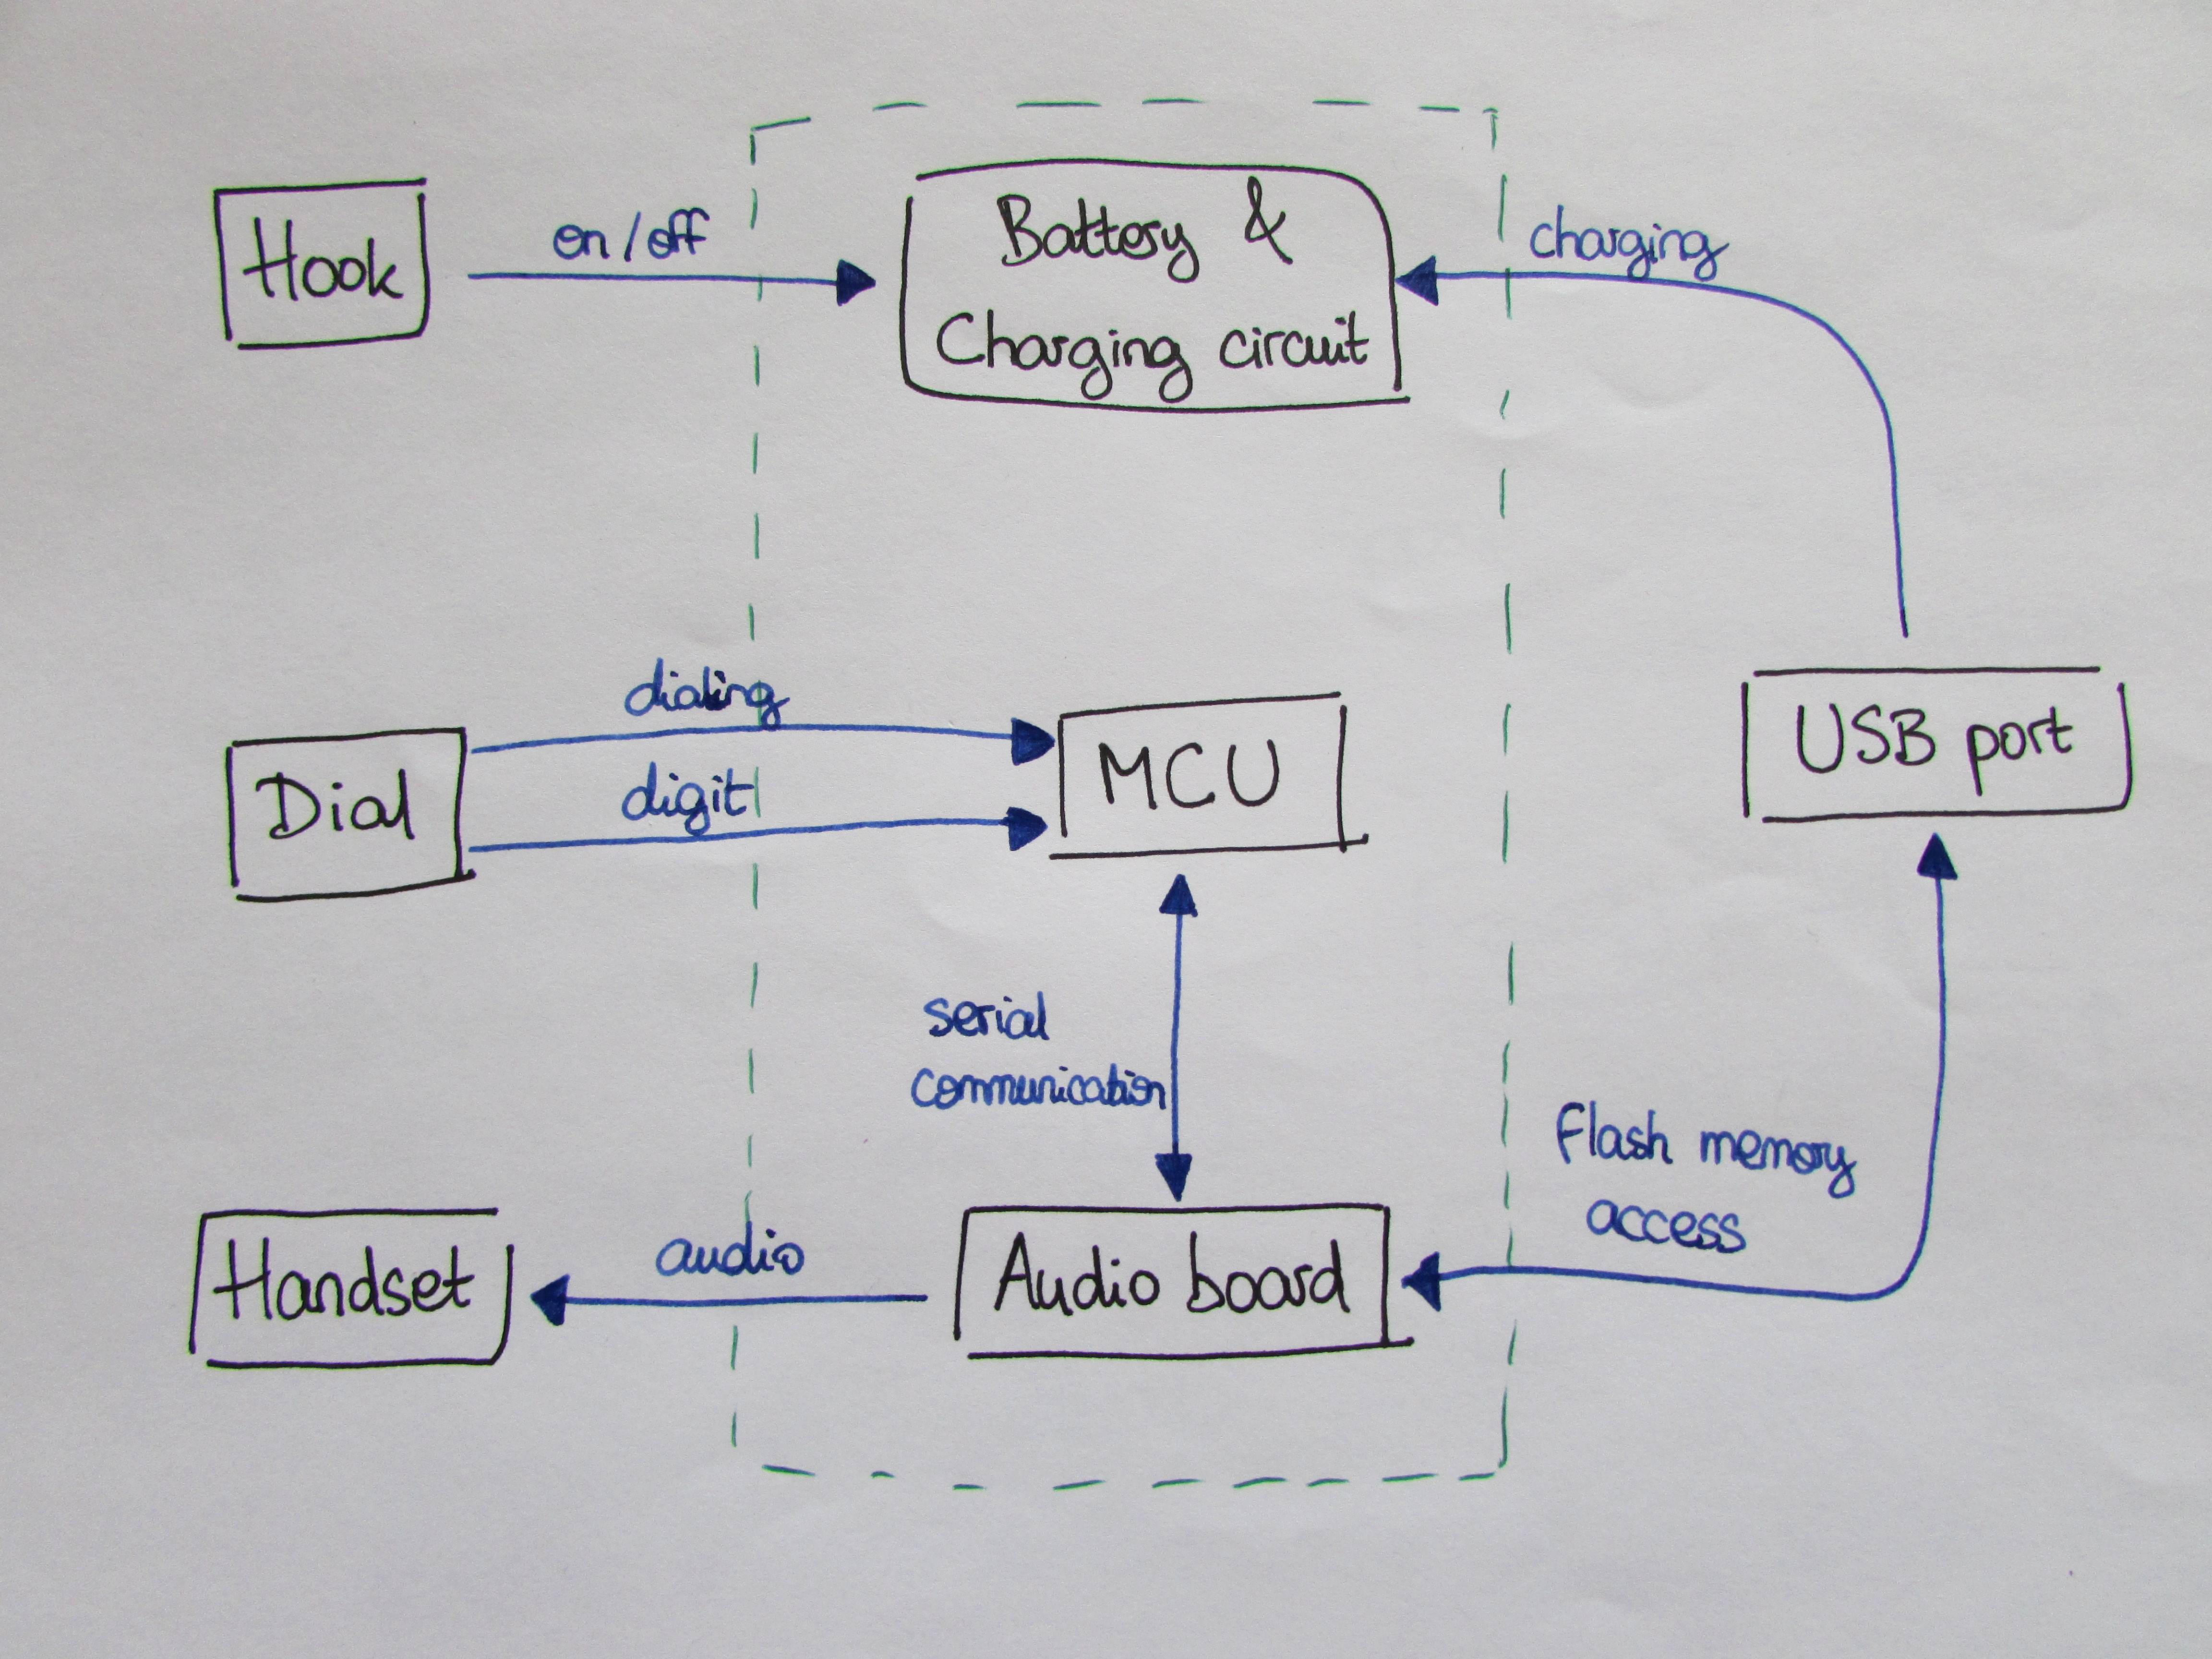 Hook
on/off
Battery &
Charging circuit
charging
Dial
dialing
digit
MCU
USB port
serial
communication
Flash memory
access
Handset
audio
Audio board